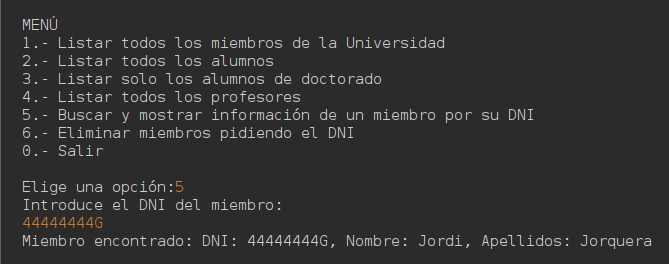 MENÚ
1.- Listar todos los miembros de la Universidad
2.- Listar todos los alumnos
3.- Listar solo los alumnos de doctorado
4.- Listar todos los profesores
5.- Buscar y mostrar información de un miembro por su DNI
6.- Eliminar miembros pidiendo el DNI
0.- Salir
Elige una opción:5
Introduce el DNI del miembro:
44444444G
Miembro encontrado: DNI: 44444444G, Nombre: Jordi, Apellidos: Jorquera